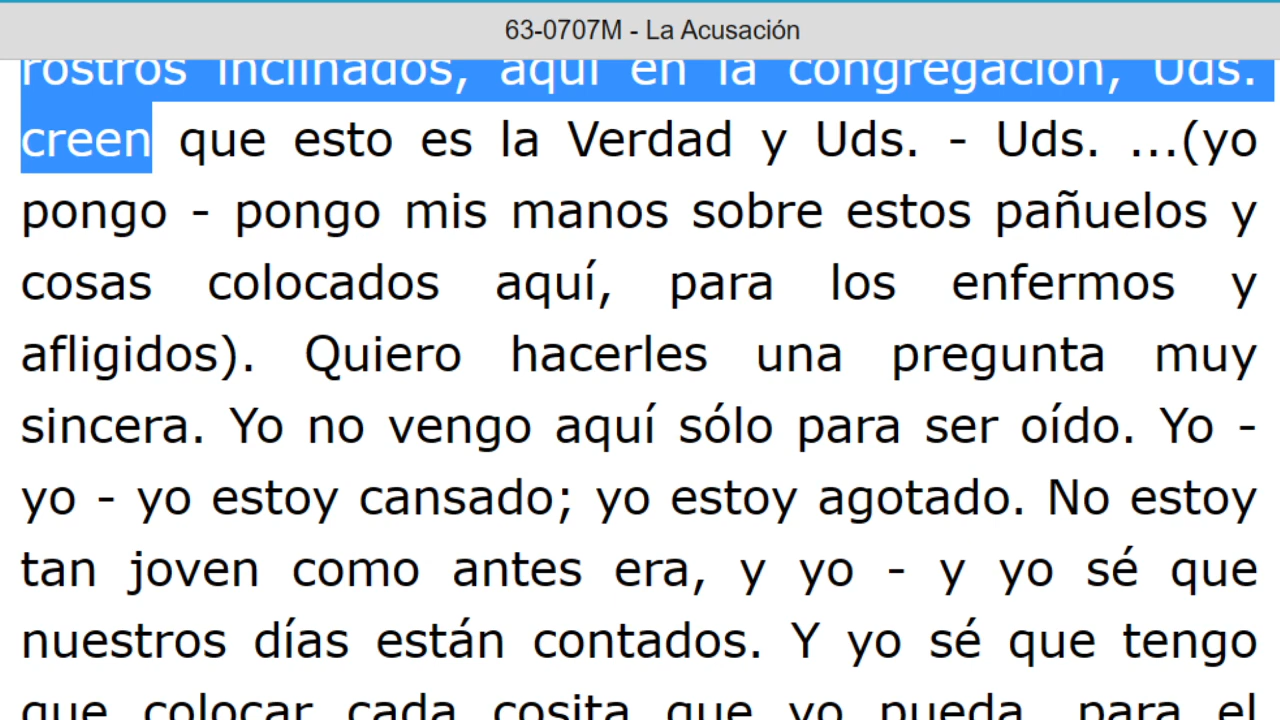 63-0707M - La Acusación
rostros inclinados, aquí en la congregación, Uds.
creen que esto es la Verdad y Uds. - Uds. ...(yo
pongo - pongo mis manos sobre estos pañuelos y
cosas colocados aquí, para los enfermos y
afligidos). Quiero hacerles una pregunta muy
sincera. Yo no vengo aquí sólo para ser oído. Yo -
yo - yo estoy cansado; yo estoy agotado. No estoy
tan joven como antes era, y yo - y yo sé que
nuestros días están contados. Y yo sé que tengo
que colocar cada cosita que yo pueda, para el